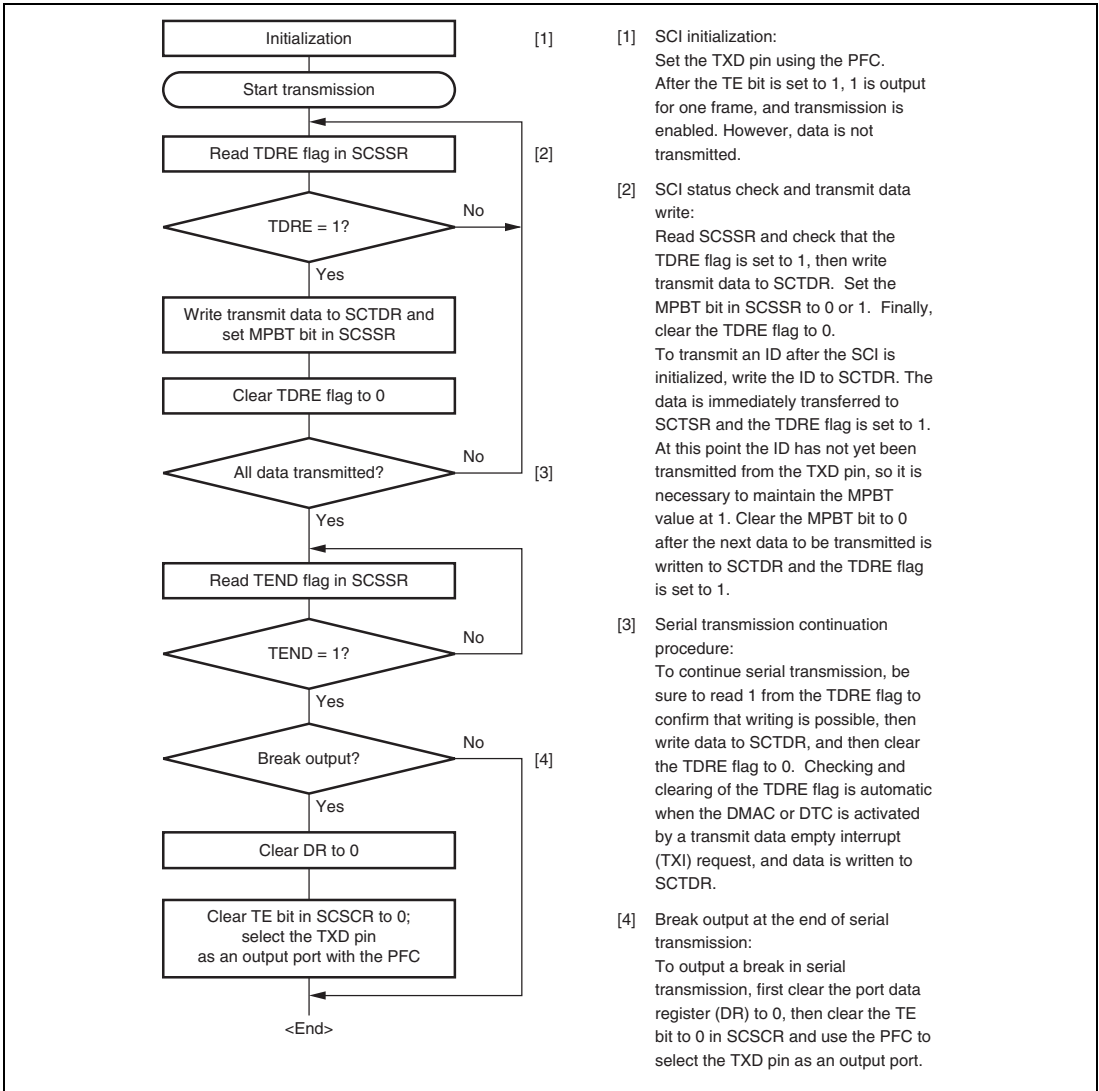 Initialization
[1]
Start transmission
Read TDRE flag in SCSSR
[2]
TDRE = 1?
No
Yes
Write transmit data to SCTDR and
set MPBT bit in SCSSR
Clear TDRE flag to 0
All data transmitted?
No
[3]
Yes
Read TEND flag in SCSSR
TEND = 1?
No
Yes
Break output?
No
[4]
Yes
Clear DR to 0
Clear TE bit in SCSCR to 0;
select the TXD pin
as an output port with the PFC
<End>
[1] SCI initialization:
Set the TXD pin using the PFC.
After the TE bit is set to 1, 1 is output
for one frame, and transmission is
enabled. However, data is not
transmitted.
[2] SCI status check and transmit data
write:
Read SCSSR and check that the
TDRE flag is set to 1, then write
transmit data to SCTDR. Set the
MPBT bit in SCSSR to 0 or 1. Finally,
clear the TDRE flag to 0.
To transmit an ID after the SCI is
initialized, write the ID to SCTDR. The
data is immediately transferred to
SCTSR and the TDRE flag is set to 1.
At this point the ID has not yet been
transmitted from the TXD pin, so it is
necessary to maintain the MPBT
value at 1. Clear the MPBT bit to 0
after the next data to be transmitted is
written to SCTDR and the TDRE flag
is set to 1.
[3] Serial transmission continuation
procedure:
To continue serial transmission, be
sure to read 1 from the TDRE flag to
confirm that writing is possible, then
write data to SCTDR, and then clear
the TDRE flag to 0. Checking and
clearing of the TDRE flag is automatic
when the DMAC or DTC is activated
by a transmit data empty interrupt
(TXI) request, and data is written to
SCTDR.
[4] Break output at the end of serial
transmission:
To output a break in serial
transmission, first clear the port data
register (DR) to 0, then clear the TE
bit to 0 in SCSCR and use the PFC to
select the TXD pin as an output port.